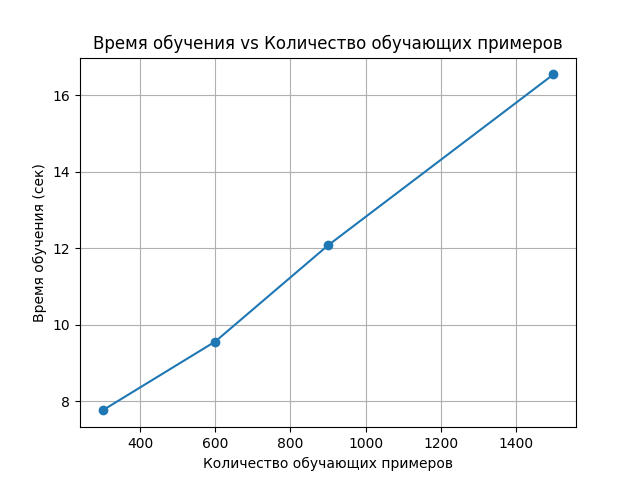 Время обучения vs Количество обучающих примеров
Время обучения (сек)
16
14
12
10
8
400 600 800 1000 1200 1400
Количество обучающих примеров